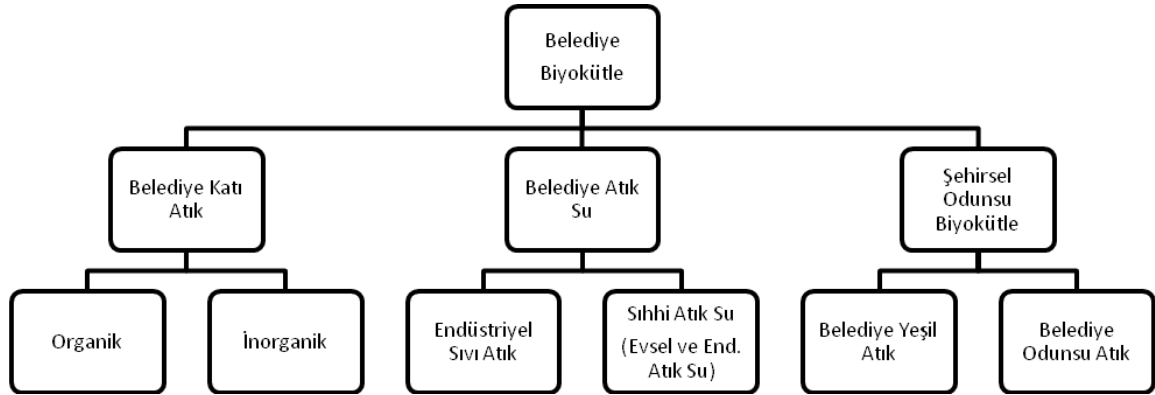 Belediye
Biyokütle
Belediye Katı
Atık
Belediye Atık
Su
Şehirsel
Odunsu
Biyokütle
Organik
İnorganik
Endüstriyel
Sıvı Atık
Sıhhi Atık Su
(Evsel ve End.
Atık Su)
Belediye Yeşil
Atık
Belediye
Odunsu Atık